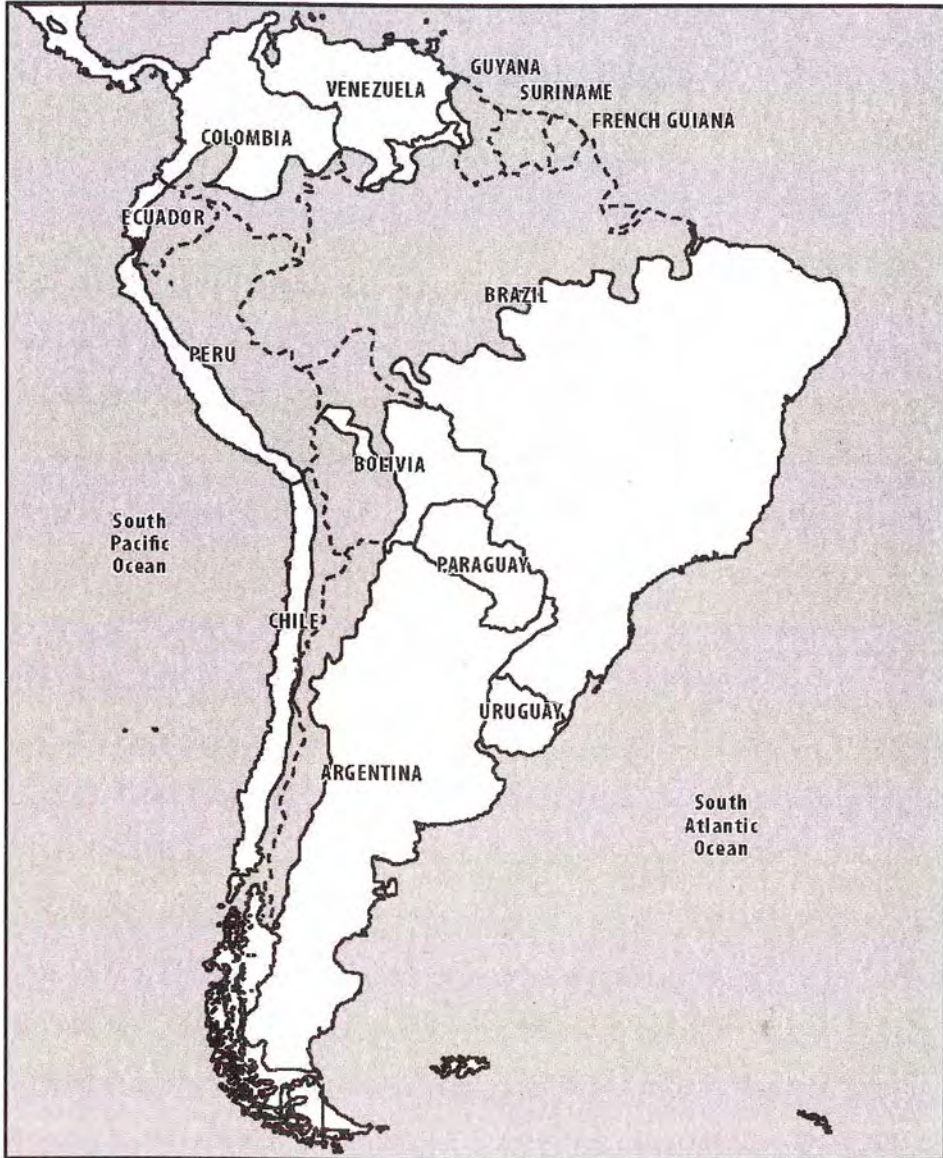 GUYANA
VENEZUELA
SURINAME
FRENCH GUIANA
COLOMBIA
ECUADOR
BRAZIL
PERU
BOLIVIA
South
Pacific
Ocean
PARAGUAY
CHILE
URUGUAY
ARGENTINA
South
Atlantic
Ocean